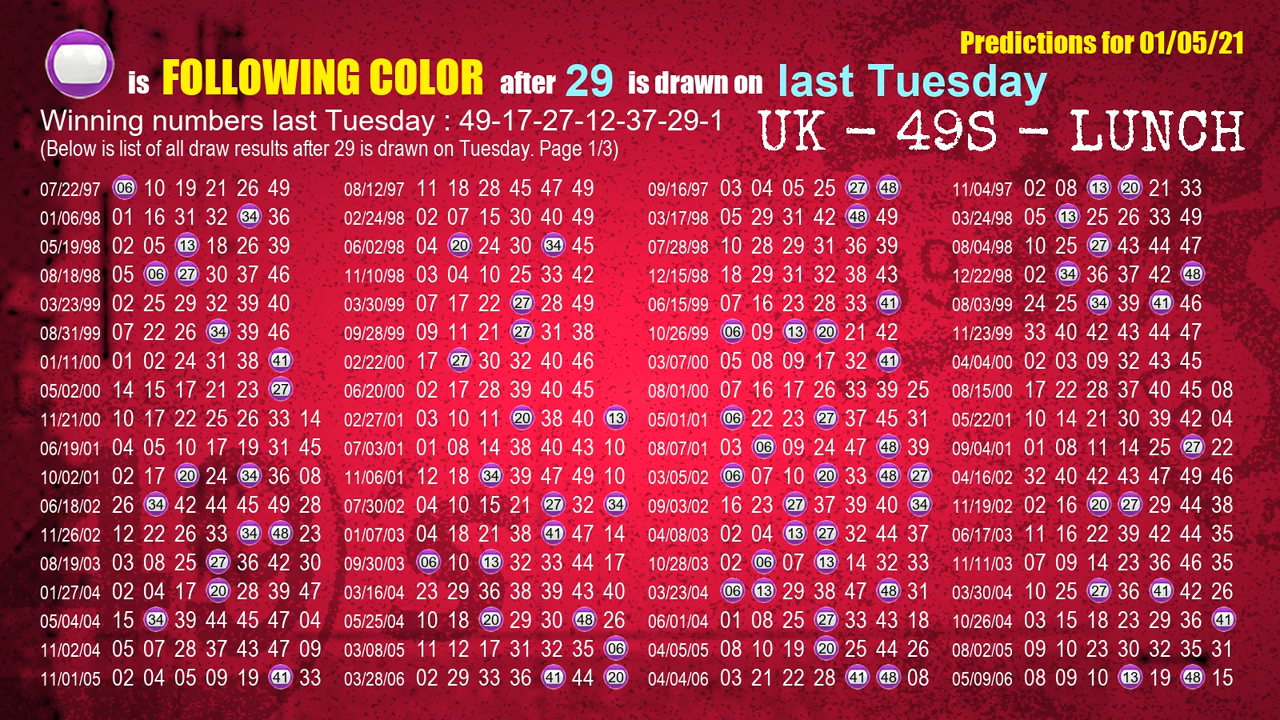 Predictions for 01/05/21
is FOLLOWING COLOR after 29 is drawn on last Tuesday
Winning numbers last Tuesday : 49-17-27-12-37-29-1
UK - 49S - LUNCH
(Below is list of all draw results after 29 is drawn on Tuesday. Page 1/3)
07/22/97 06 10 19 21 26 49 08/12/97 11 18 28 45 47 49 09/16/97 03 04 05 25 27 48 11/04/97 02 08 13 20 21 33
01/06/98 01 16 31 32 34 36 02/24/98 02 07 15 30 40 49 03/17/98 05 29 31 42 48 49 03/24/98 05 13 25 26 33 49
05/19/98 02 05 13 18 26 39 06/02/98 04 20 24 30 34 45 07/28/98 10 28 29 31 36 39 08/04/98 10 25 27 43 44 47
08/18/98 05 06 27 30 37 46 11/10/98 03 04 10 25 33 42 12/15/98 18 29 31 32 38 43 12/22/98 02 34 36 37 42 48
03/23/99 02 25 29 32 39 40 03/30/99 07 17 22 27 28 49 06/15/99 07 16 23 28 33 41 08/03/99 24 25 34 39 41 46
08/31/99 07 22 26 34 39 46 09/28/99 09 11 21 27 31 38 10/26/99 06 09 13 20 21 42 11/23/99 33 40 42 43 44 47
01/11/00 01 02 24 31 38 41 02/22/00 17 27 30 32 40 46 03/07/00 05 08 09 17 32 41 04/04/00 02 03 09 32 43 45
05/02/00 14 15 17 21 23 27 06/20/00 02 17 28 39 40 45 08/01/00 07 16 17 26 33 39 25 08/15/00 17 22 28 37 40 45 08
11/21/00 10 17 22 25 26 33 14 02/27/01 03 10 11 20 38 40 13 05/01/01 06 22 23 27 37 45 31 05/22/01 10 14 21 30 39 42 04
06/19/01 04 05 10 17 19 31 45 07/03/01 01 08 14 38 40 43 10 08/07/01 03 06 09 24 47 48 39 09/04/01 01 08 11 14 25 27 22
10/02/01 02 17 20 24 34 36 08 11/06/01 12 18 34 39 47 49 10 03/05/02 06 07 10 20 33 48 27 04/16/02 32 40 42 43 47 49 46
06/18/02 26 34 42 44 45 49 28 07/30/02 04 10 15 21 27 32 34 09/03/02 16 23 27 37 39 40 34 11/19/02 02 16 20 27 29 44 38
11/26/02 12 22 26 33 34 48 23 01/07/03 04 18 21 38 41 47 14 04/08/03 02 04 13 27 32 44 37 06/17/03 11 16 22 39 42 44 35
08/19/03 03 08 25 27 36 42 30 09/30/03 06 10 13 32 33 44 17 10/28/03 02 06 07 13 14 32 33 11/11/03 07 09 14 23 36 46 35
01/27/04 02 04 17 20 28 39 47 03/16/04 23 29 36 38 39 43 40 03/23/04 06 13 29 38 47 48 31 03/30/04 10 25 27 36 41 42 26
05/04/04 15 34 39 44 45 47 04 05/25/04 10 18 20 29 30 48 26 06/01/04 01 08 25 27 33 43 18 10/26/04 03 15 18 23 29 36 41
11/02/04 05 07 28 37 43 47 09 03/08/05 11 12 17 31 32 35 06 04/05/05 08 10 19 20 25 44 26 08/02/05 09 10 23 30 32 35 31
11/01/05 02 04 05 09 19 41 33 03/28/06 02 29 33 36 41 44 20 04/04/06 03 21 22 28 41 48 08 05/09/06 08 09 10 13 19 48 15